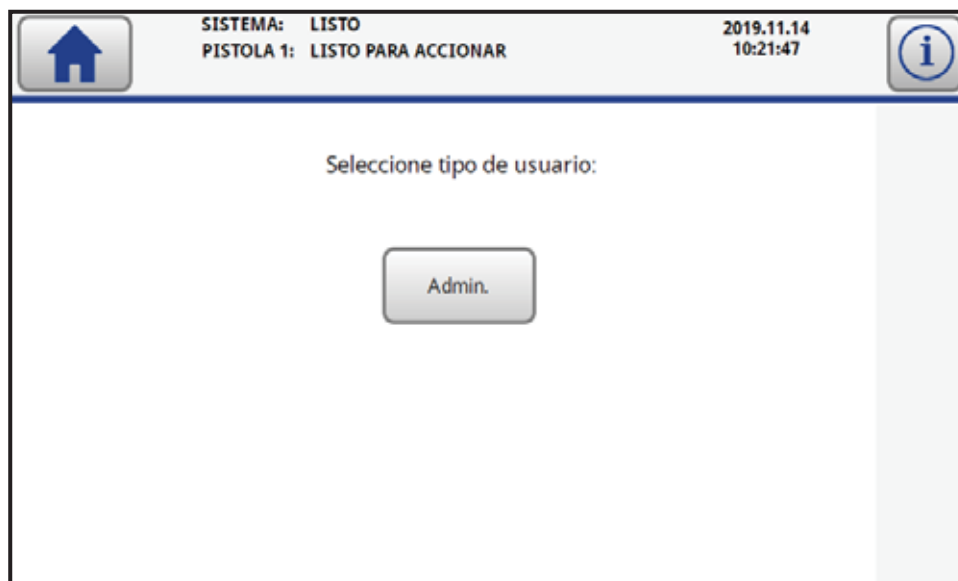 SISTEMA: LISTO
PISTOLA 1: LISTO PARA ACCIONAR
2019.11.14
10:21:47
i
Seleccione tipo de usuario:
Admin.